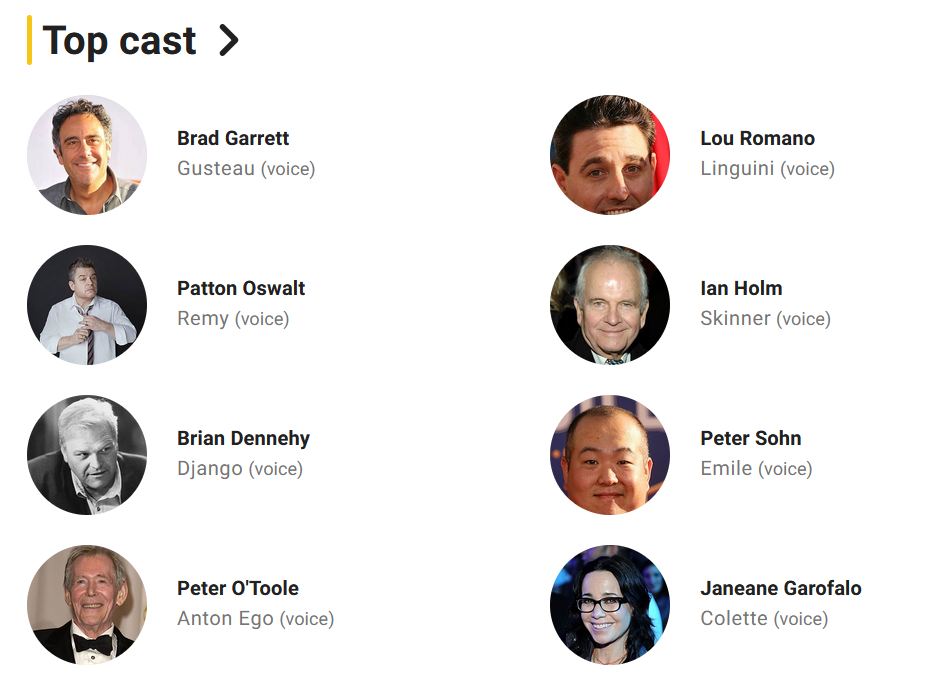 Top cast
Brad Garrett
Gusteau (voice)
Lou Romano
Linguini (voice)
Patton Oswalt
Remy (voice)
Ian Holm
Skinner (voice)
Brian Dennehy
Django (voice)
Peter Sohn
Emile (voice)
Peter O'Toole
Anton Ego (voice)
Janeane Garofalo
Colette (voice)